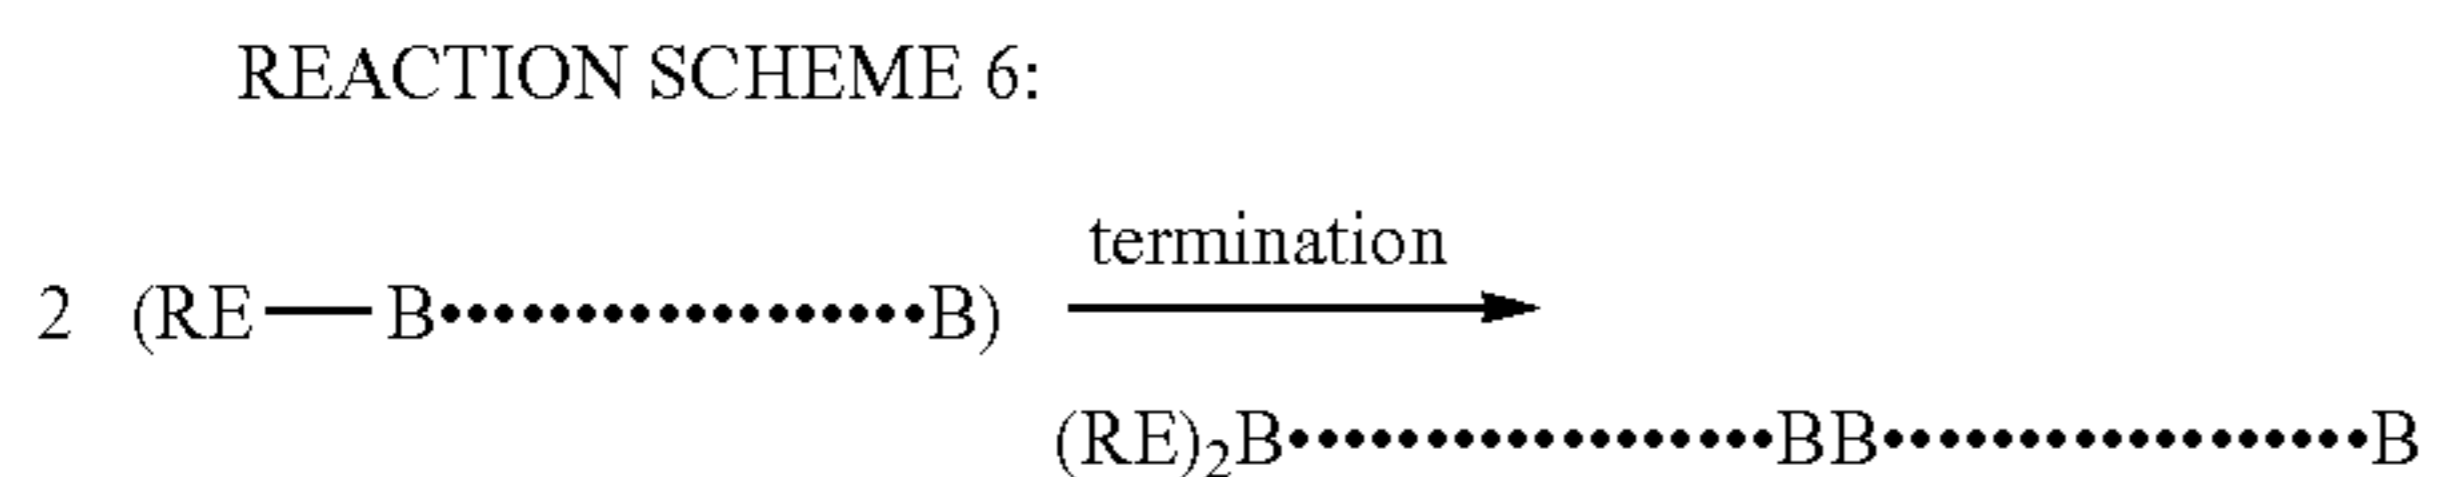 REACTION SCHEME 6:
termination
2 (RE—B••••••••••••••••••B)
(RE)₂B••••••••••••••••••BB••••••••••••••••••B